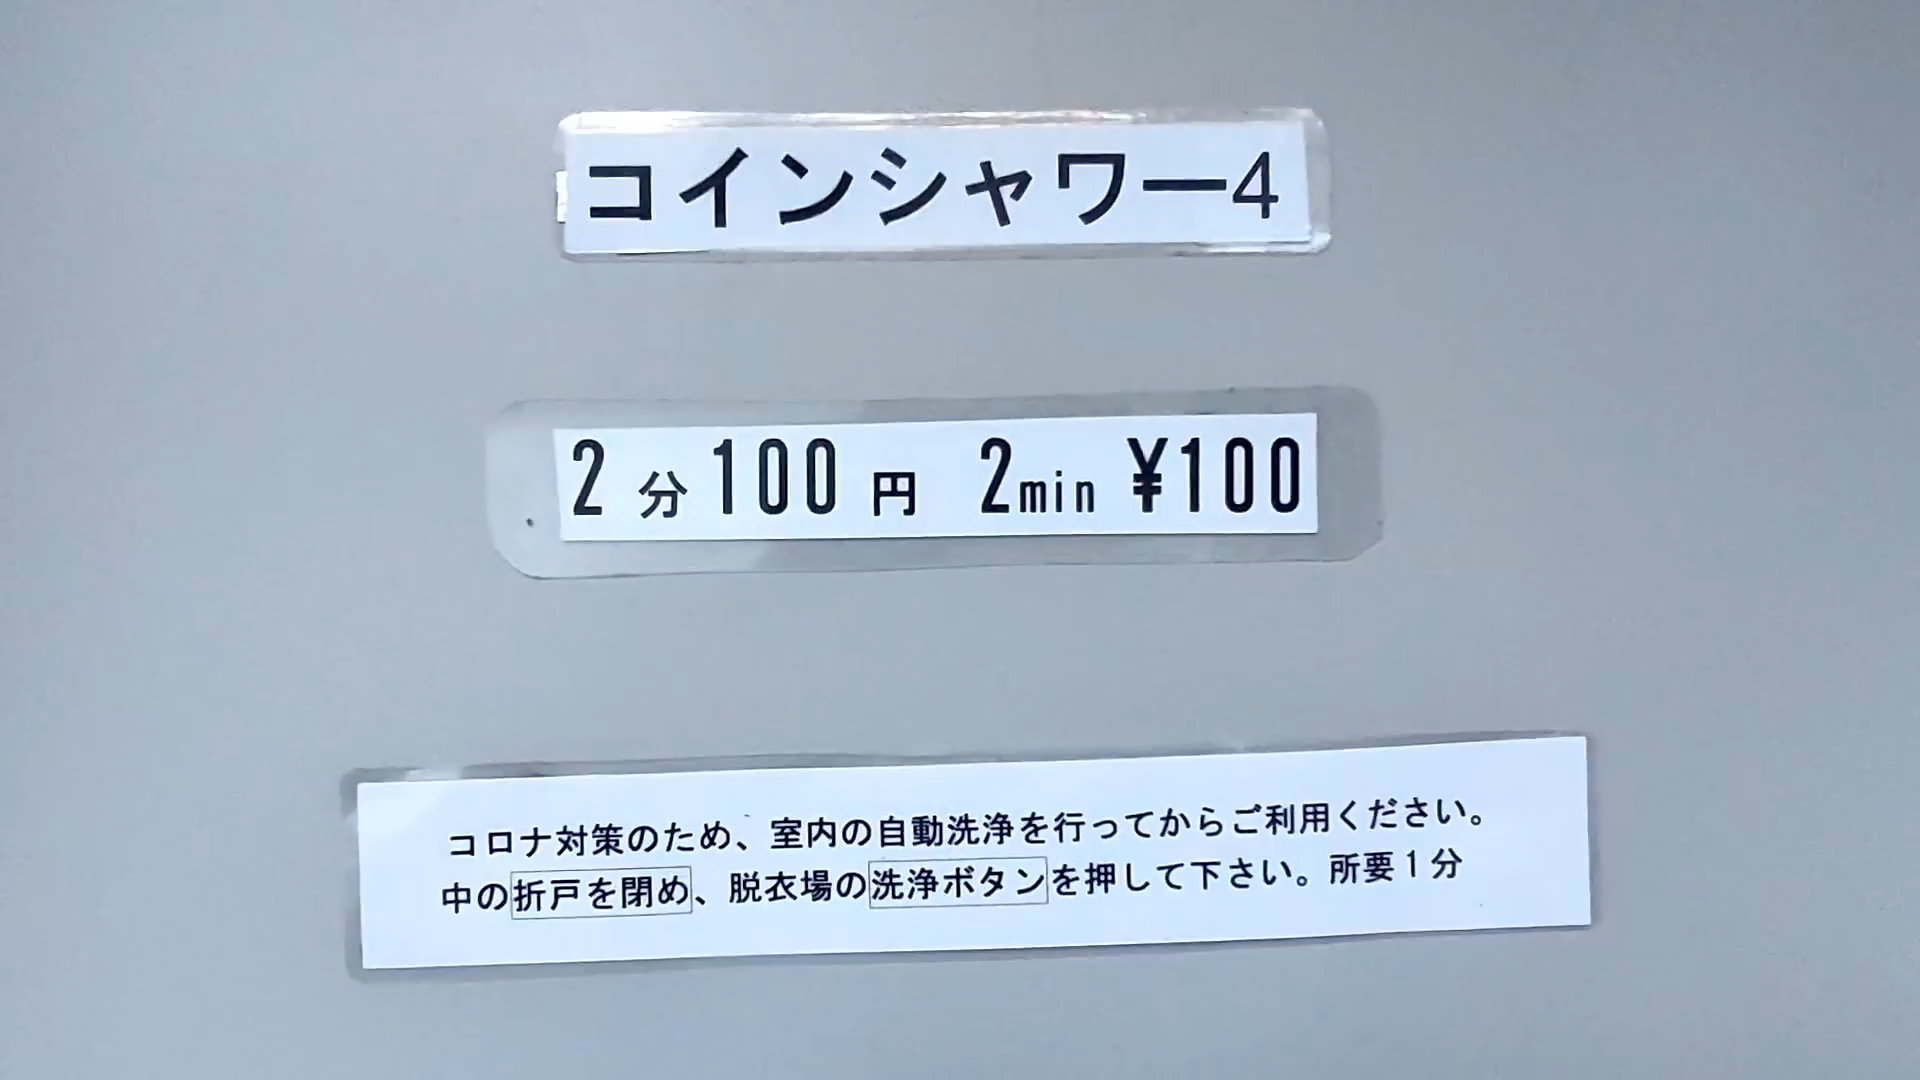 コインシャワー4
2分100円 2min ¥100
コロナ対策のため、室内の自動洗浄を行ってからご利用ください。
中の折戸を閉め、脱衣場の洗浄ボタンを押して下さい。所要1分